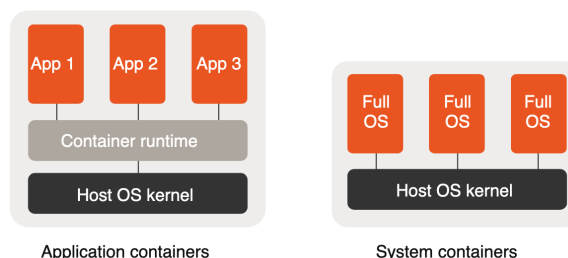 App 1
App 2
App 3
Container runtime
Host OS kernel
Application containers
Full
OS
Full
OS
Full
OS
Host OS kernel
System containers